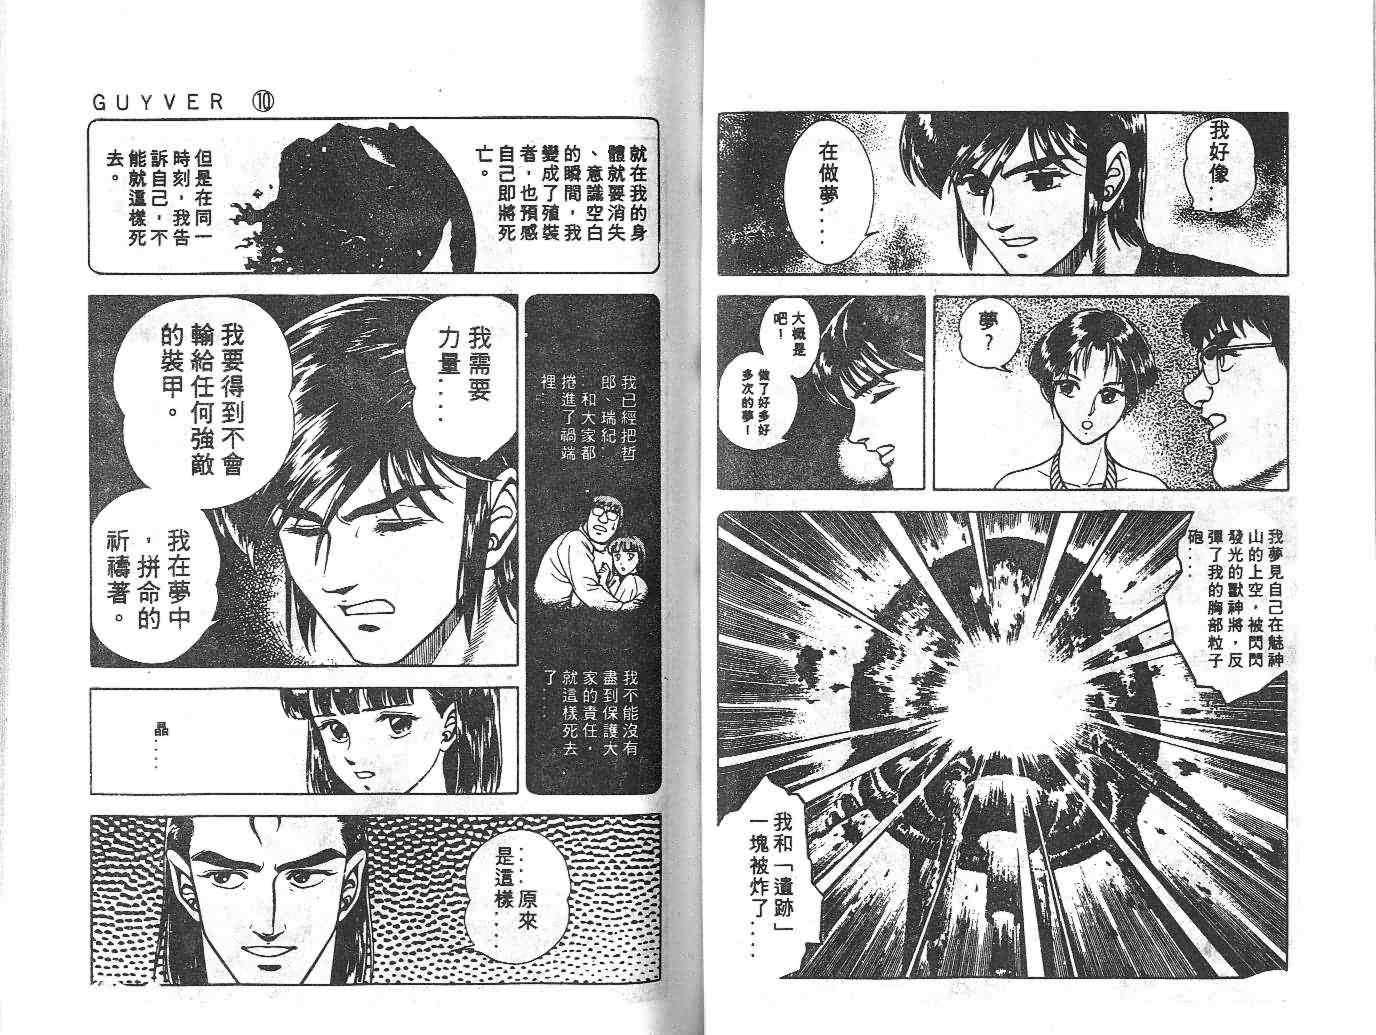 我好像…
在做夢…．
夢？
大概是
吧！
做了好多好
多次的夢！
我夢見自己在魅神
山的上空，被閃閃
發光的獸神將，反
彈了我的胸部粒子
砲…．
我和「遺跡」
一塊被炸了…．．
GUYVER ⑩
就在我的身
體就要消失
、意識空白
的瞬間，我
變成了殖裝
者，也預感
自己即將死
亡。
但是在同一
時刻，我告
訴自己，不
能就這樣死
去。
我已經把哲
郎、瑞紀…
…和大家都
捲進了禍端
裡…．
我不能沒有
盡到保護大
家的責任，
就這樣死去
了…．
我需要
力量…．．
我要得到不會
輸給任何強敵
的裝甲。
我在夢中
，拼命的
祈禱著。
晶…．．
…．原來
是這樣…．